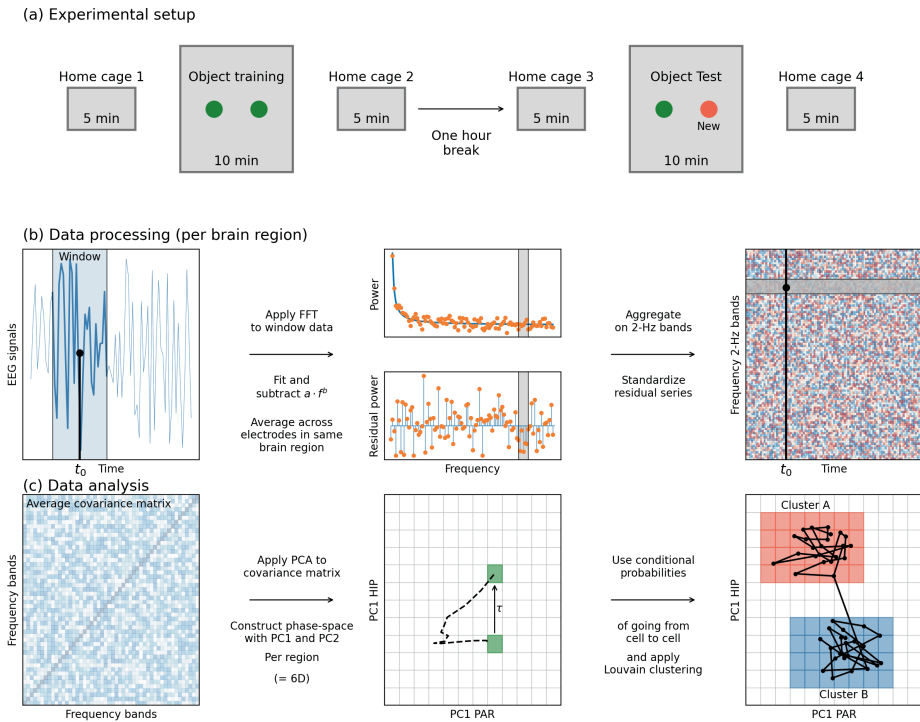 (a) Experimental setup
Home cage 1
5 min
Object training
10 min
Home cage 2
5 min
One hour
break
Home cage 3
5 min
Object Test
New
10 min
Home cage 4
5 min
(b) Data processing (per brain region)
EEG signals
Window
t₀
Time
Apply FFT
to window data
Fit and
subtract a · fᵇ
Average across
electrodes in same
brain region
Power
Residual power
Frequency
Aggregate
on 2-Hz bands
Standardize
residual series
Frequency 2-Hz bands
t₀
Time
(c) Data analysis
Average covariance matrix
Frequency bands
Frequency bands
Apply PCA to
covariance matrix
Construct phase-space
with PC1 and PC2
Per region
(= 6D)
PC1 HIP
τ
PC1 PAR
Use conditional
probabilities
of going from
cell to cell
and apply
Louvain clustering
PC1 HIP
Cluster A
Cluster B
PC1 PAR